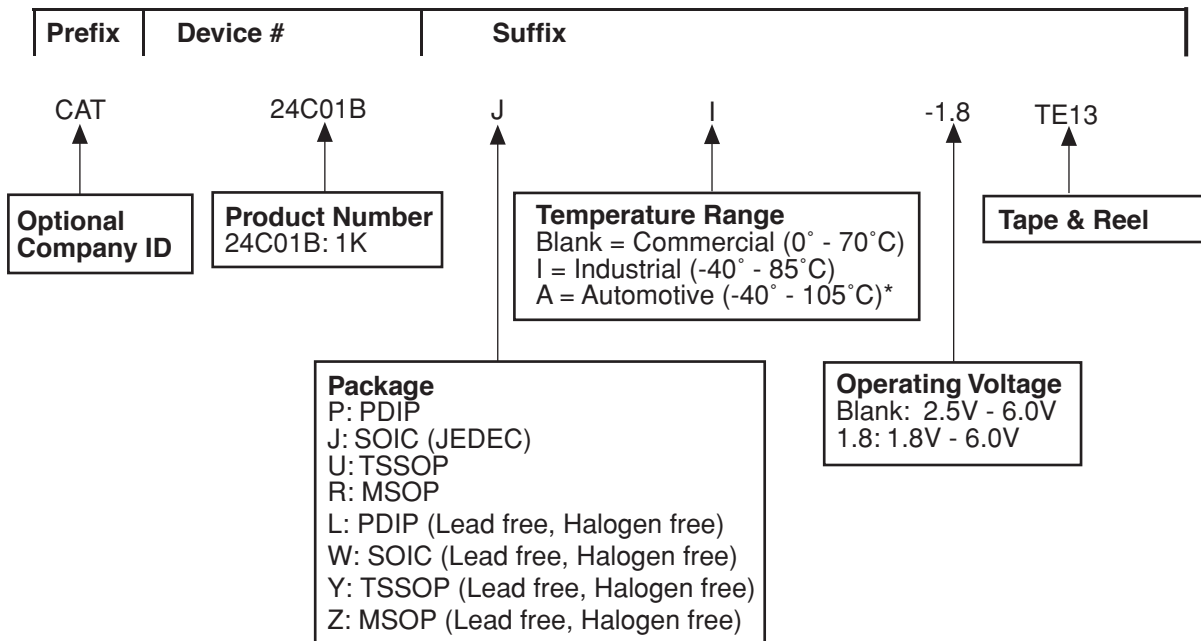 Prefix Device # Suffix
CAT 24C01B J I -1.8 TE13
Optional
Company ID
Product Number
24C01B: 1K
Temperature Range
Blank = Commercial (0˚ - 70˚C)
I = Industrial (-40˚ - 85˚C)
A = Automotive (-40˚ - 105˚C)*
Tape & Reel
Package
P: PDIP
J: SOIC (JEDEC)
U: TSSOP
R: MSOP
L: PDIP (Lead free, Halogen free)
W: SOIC (Lead free, Halogen free)
Y: TSSOP (Lead free, Halogen free)
Z: MSOP (Lead free, Halogen free)
Operating Voltage
Blank: 2.5V - 6.0V
1.8: 1.8V - 6.0V